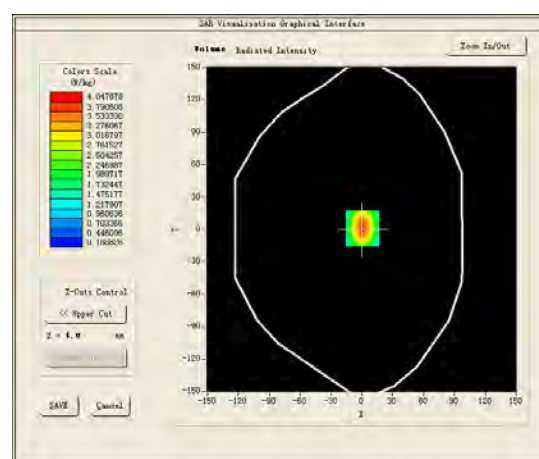 SAR Visualisation Graphical Interface
Volume Radiated Intensity
Zoom In/Out
Colors Scale
(W/kg)
4.047878
3.790608
3.533338
3.276067
3.018797
2.761527
2.504257
2.246987
1.989717
1.732447
1.475177
1.217907
0.960636
0.703366
0.446096
0.188826
150
120
90
60
30
0
-30
-60
-90
-120
-150
-150 -120 -90 -60 -30 0 30 60 90 120 150
X
Z-Cuts Control
<< Upper Cut
Z = 4.0 mm
SAVE
Cancel